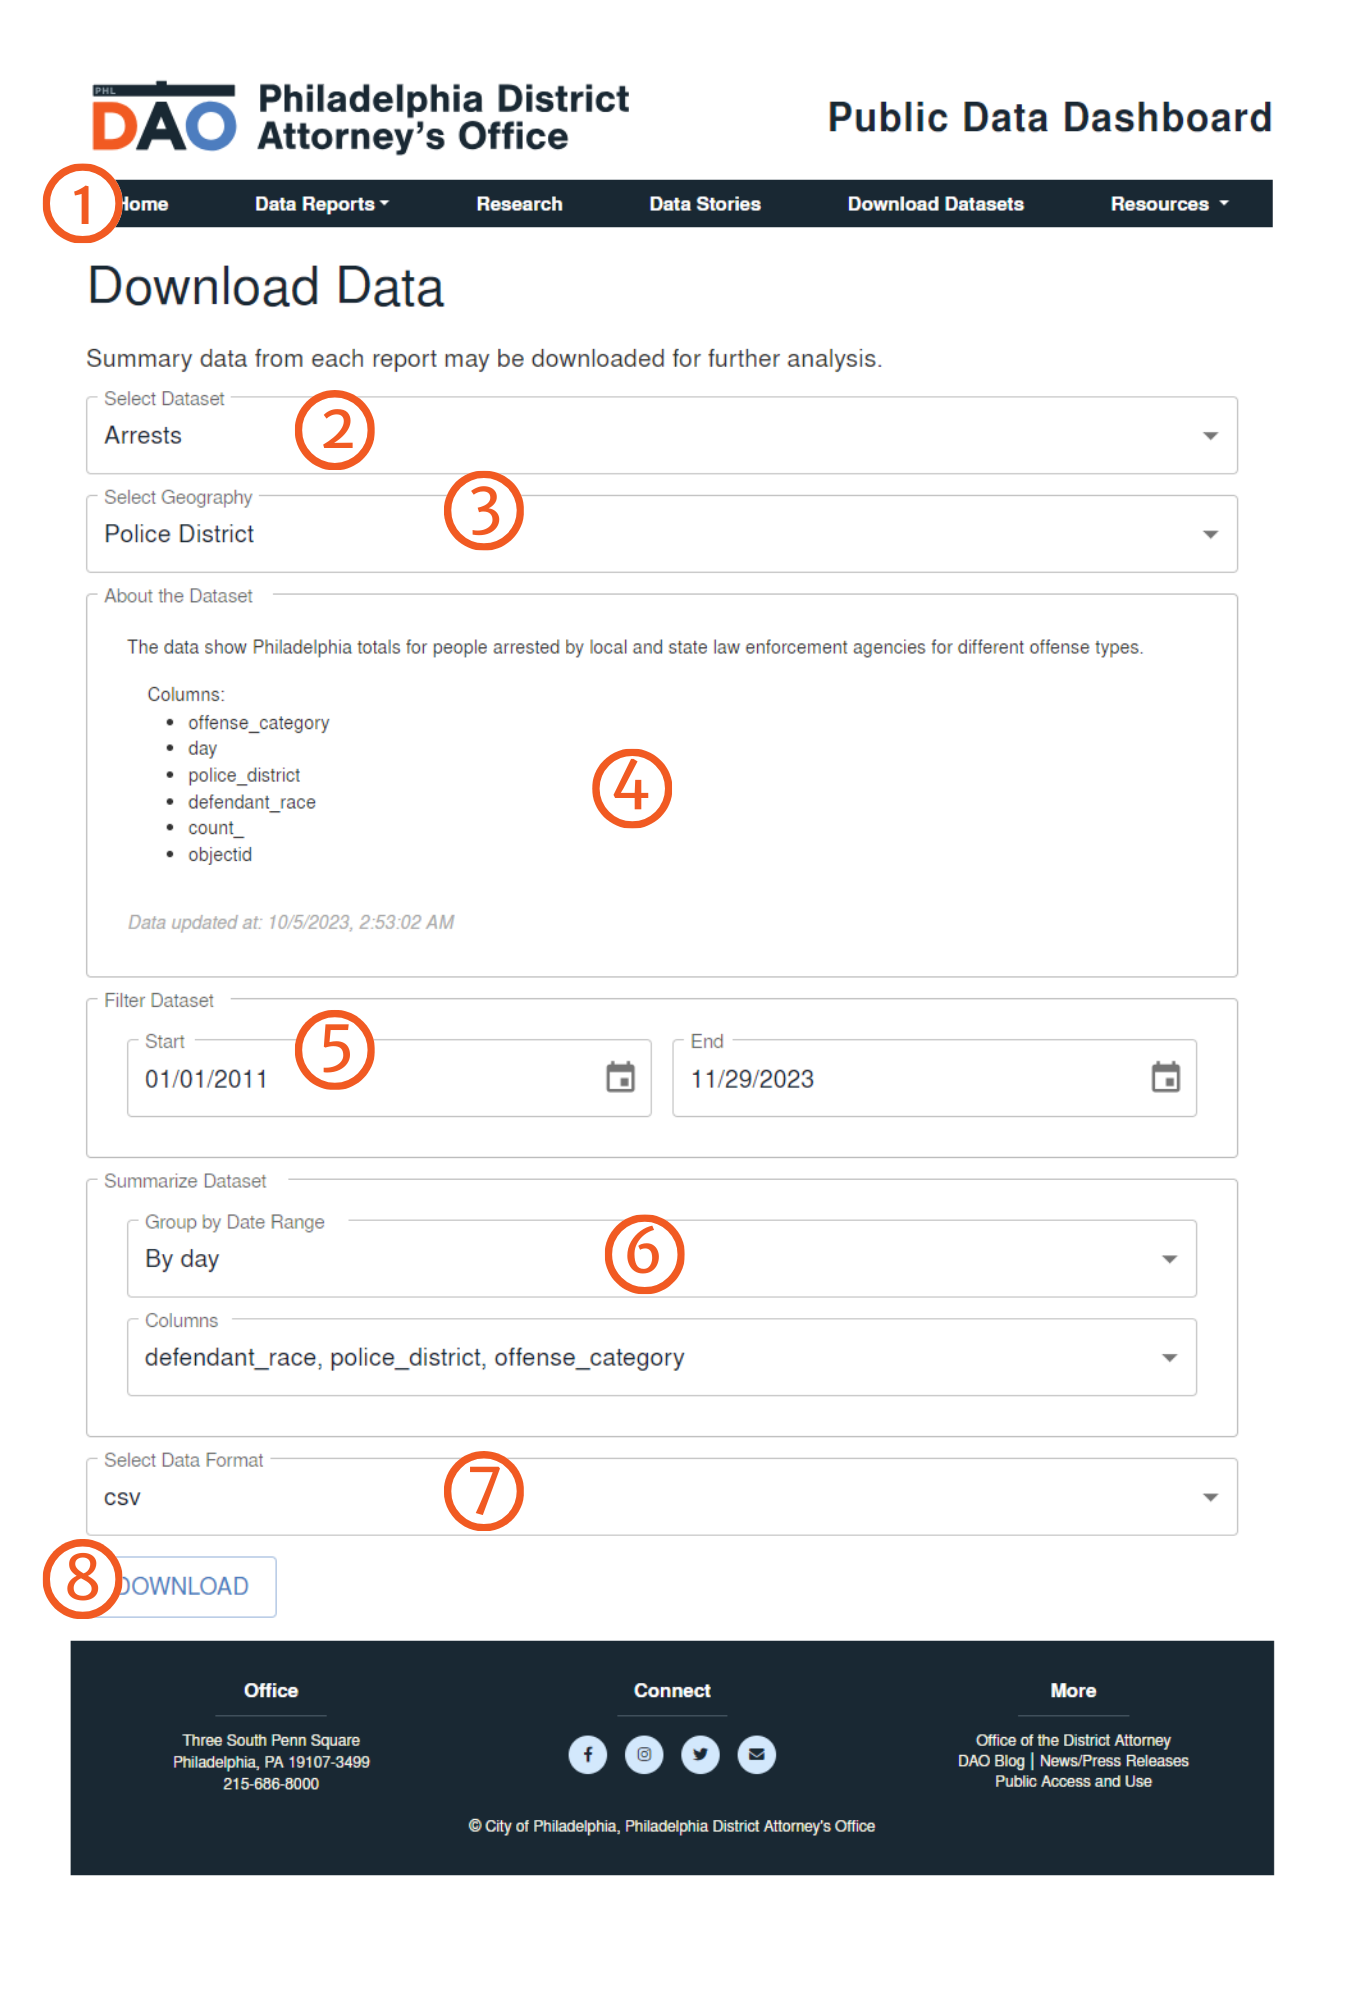 PHL
DAO
Philadelphia District
Attorney's Office
Public Data Dashboard
1
Home
Data Reports
Research
Data Stories
Download Datasets
Resources
Download Data
Summary data from each report may be downloaded for further analysis.
Select Dataset
2
Arrests
Select Geography
3
Police District
About the Dataset
The data show Philadelphia totals for people arrested by local and state law enforcement agencies for different offense types.
Columns:
• offense_category
• day
• police_district
4
• defendant_race
• count_
• objectid
Data updated at: 10/5/2023, 2:53:02 AM
Filter Dataset
5
Start
01/01/2011
End
11/29/2023
Summarize Dataset
Group by Date Range
6
By day
Columns
defendant_race, police_district, offense_category
Select Data Format
7
csv
8
DOWNLOAD
Office
Three South Penn Square
Philadelphia, PA 19107-3499
215-686-8000
Connect
More
Office of the District Attorney
DAO Blog | News/Press Releases
Public Access and Use
© City of Philadelphia, Philadelphia District Attorney's Office